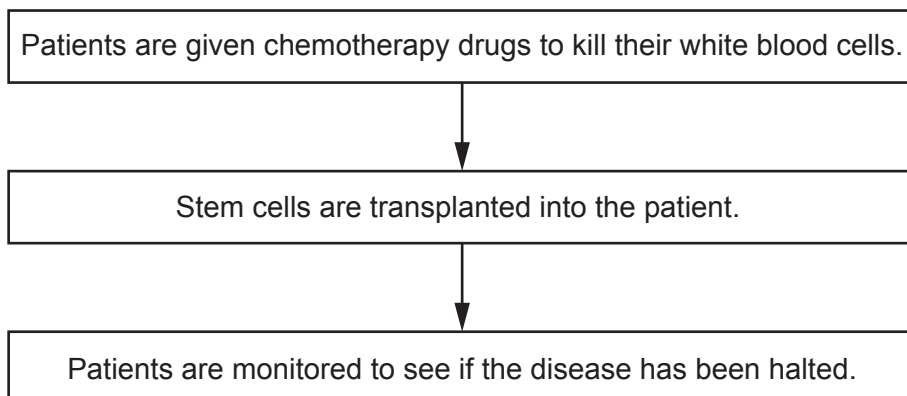 Patients are given chemotherapy drugs to kill their white blood cells.
Stem cells are transplanted into the patient.
Patients are monitored to see if the disease has been halted.